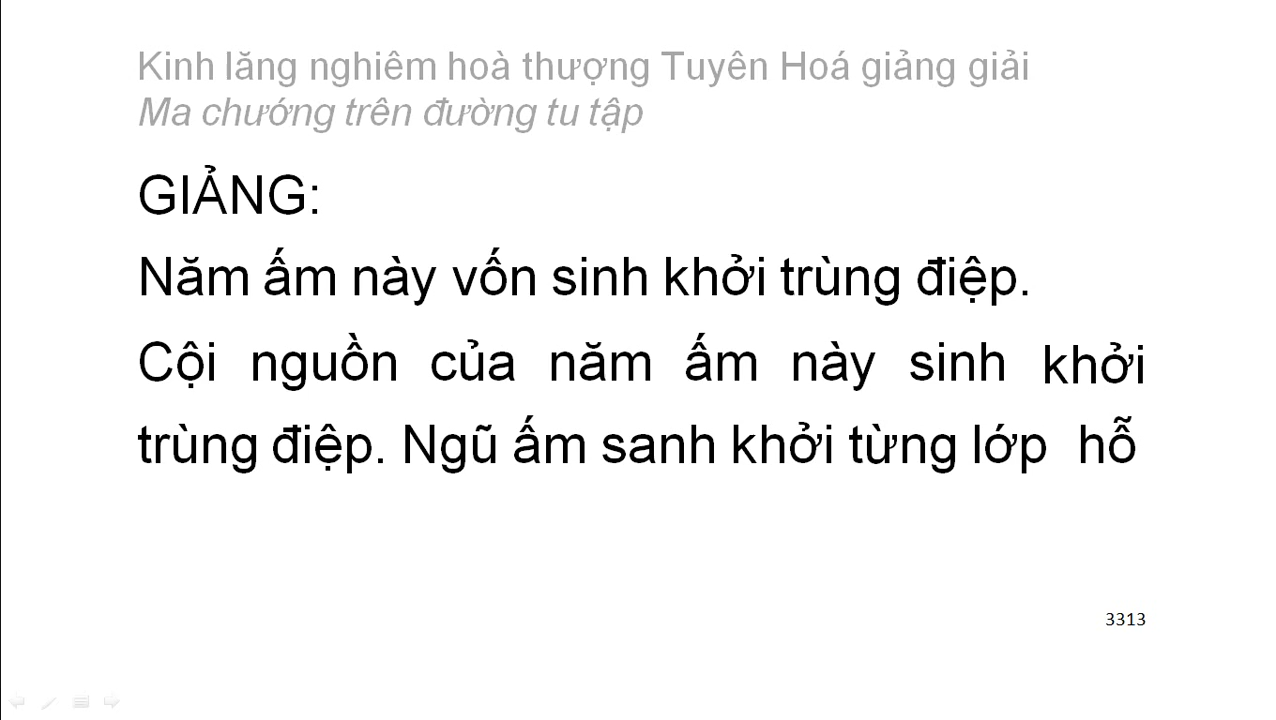 Kinh lăng nghiêm hoà thượng Tuyên Hoá giảng giải
Ma chướng trên đường tu tập
GIẢNG:
Năm ấm này vốn sinh khởi trùng điệp.
Cội nguồn của năm ấm này sinh khởi
trùng điệp. Ngũ ấm sanh khởi từng lớp hỗ
3313